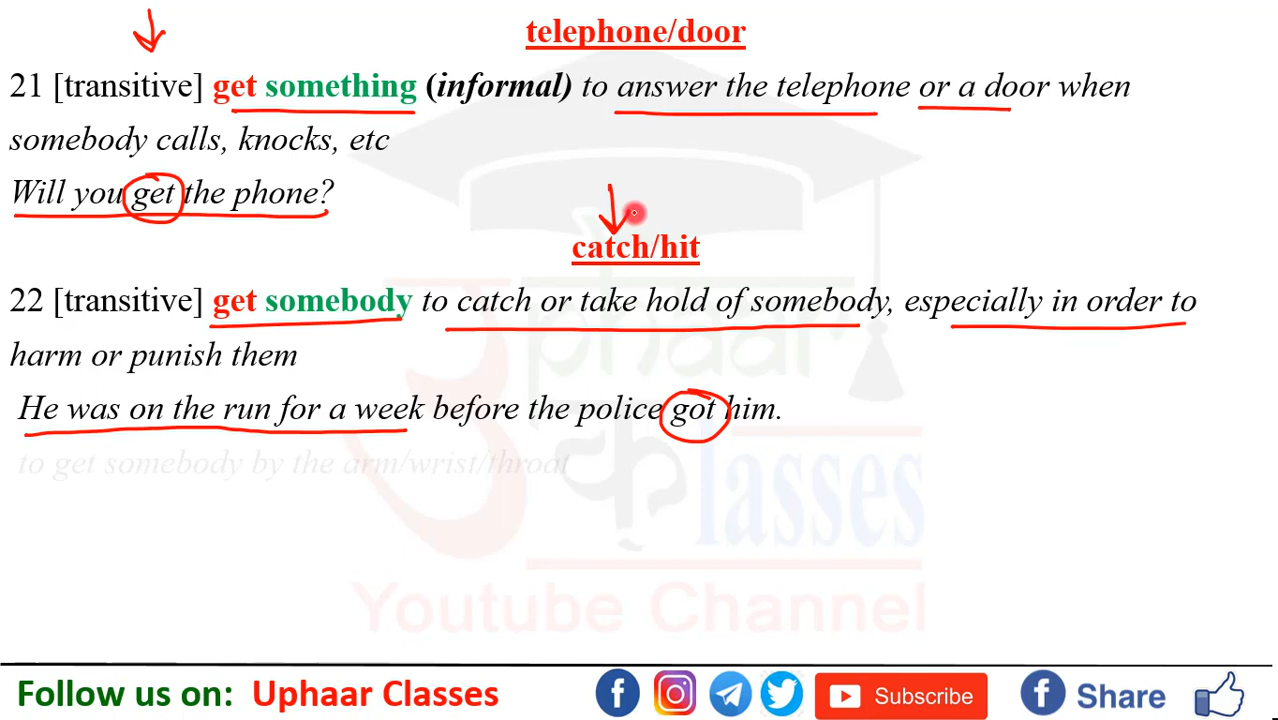 telephone/door
21 [transitive] get something (informal) to answer the telephone or a door when
somebody calls, knocks, etc
Will you get the phone?
catch/hit
22 [transitive] get somebody to catch or take hold of somebody, especially in order to
harm or punish them
He was on the run for a week before the police got him.
to get somebody by the arm/wrist/throat
उphaar
कlasses
Youtube Channel
Follow us on: Uphaar Classes
Subscribe
Share